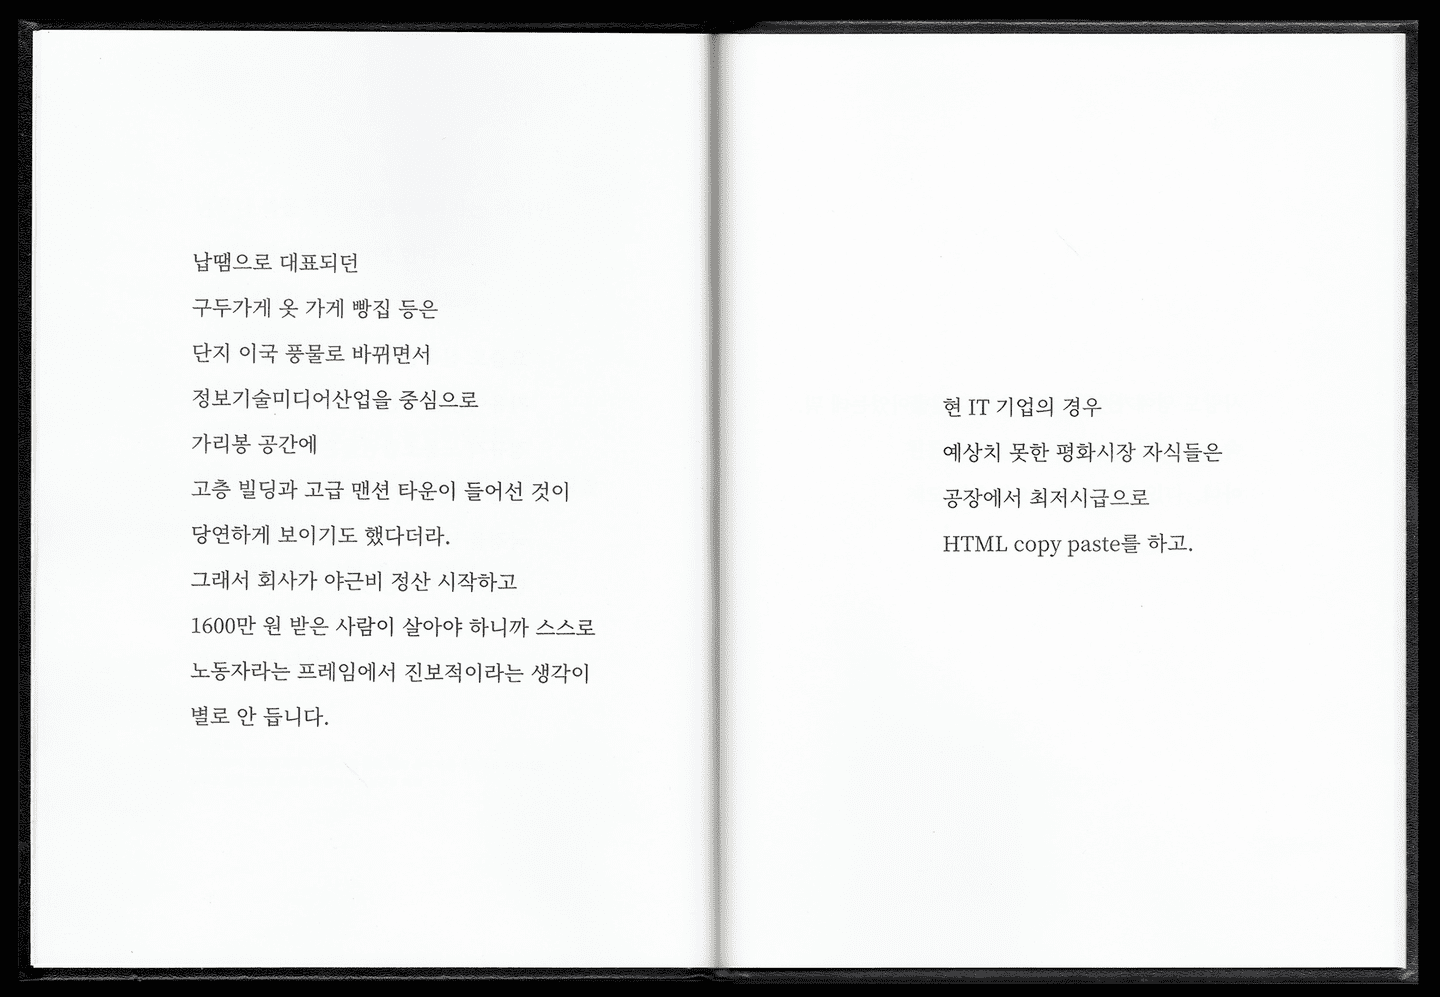 납땜으로 대표되던
구두가게 옷 가게 빵집 등은
단지 이국 풍물로 바뀌면서
정보기술미디어산업을 중심으로
가리봉 공간에
고층 빌딩과 고급 맨션 타운이 들어선 것이
당연하게 보이기도 했다더라.
그래서 회사가 야근비 정산 시작하고
1600만 원 받은 사람이 살아야 하니까 스스로
노동자라는 프레임에서 진보적이라는 생각이
별로 안 듭니다.
현 IT 기업의 경우
예상치 못한 평화시장 자식들은
공장에서 최저시급으로
HTML copy paste를 하고.